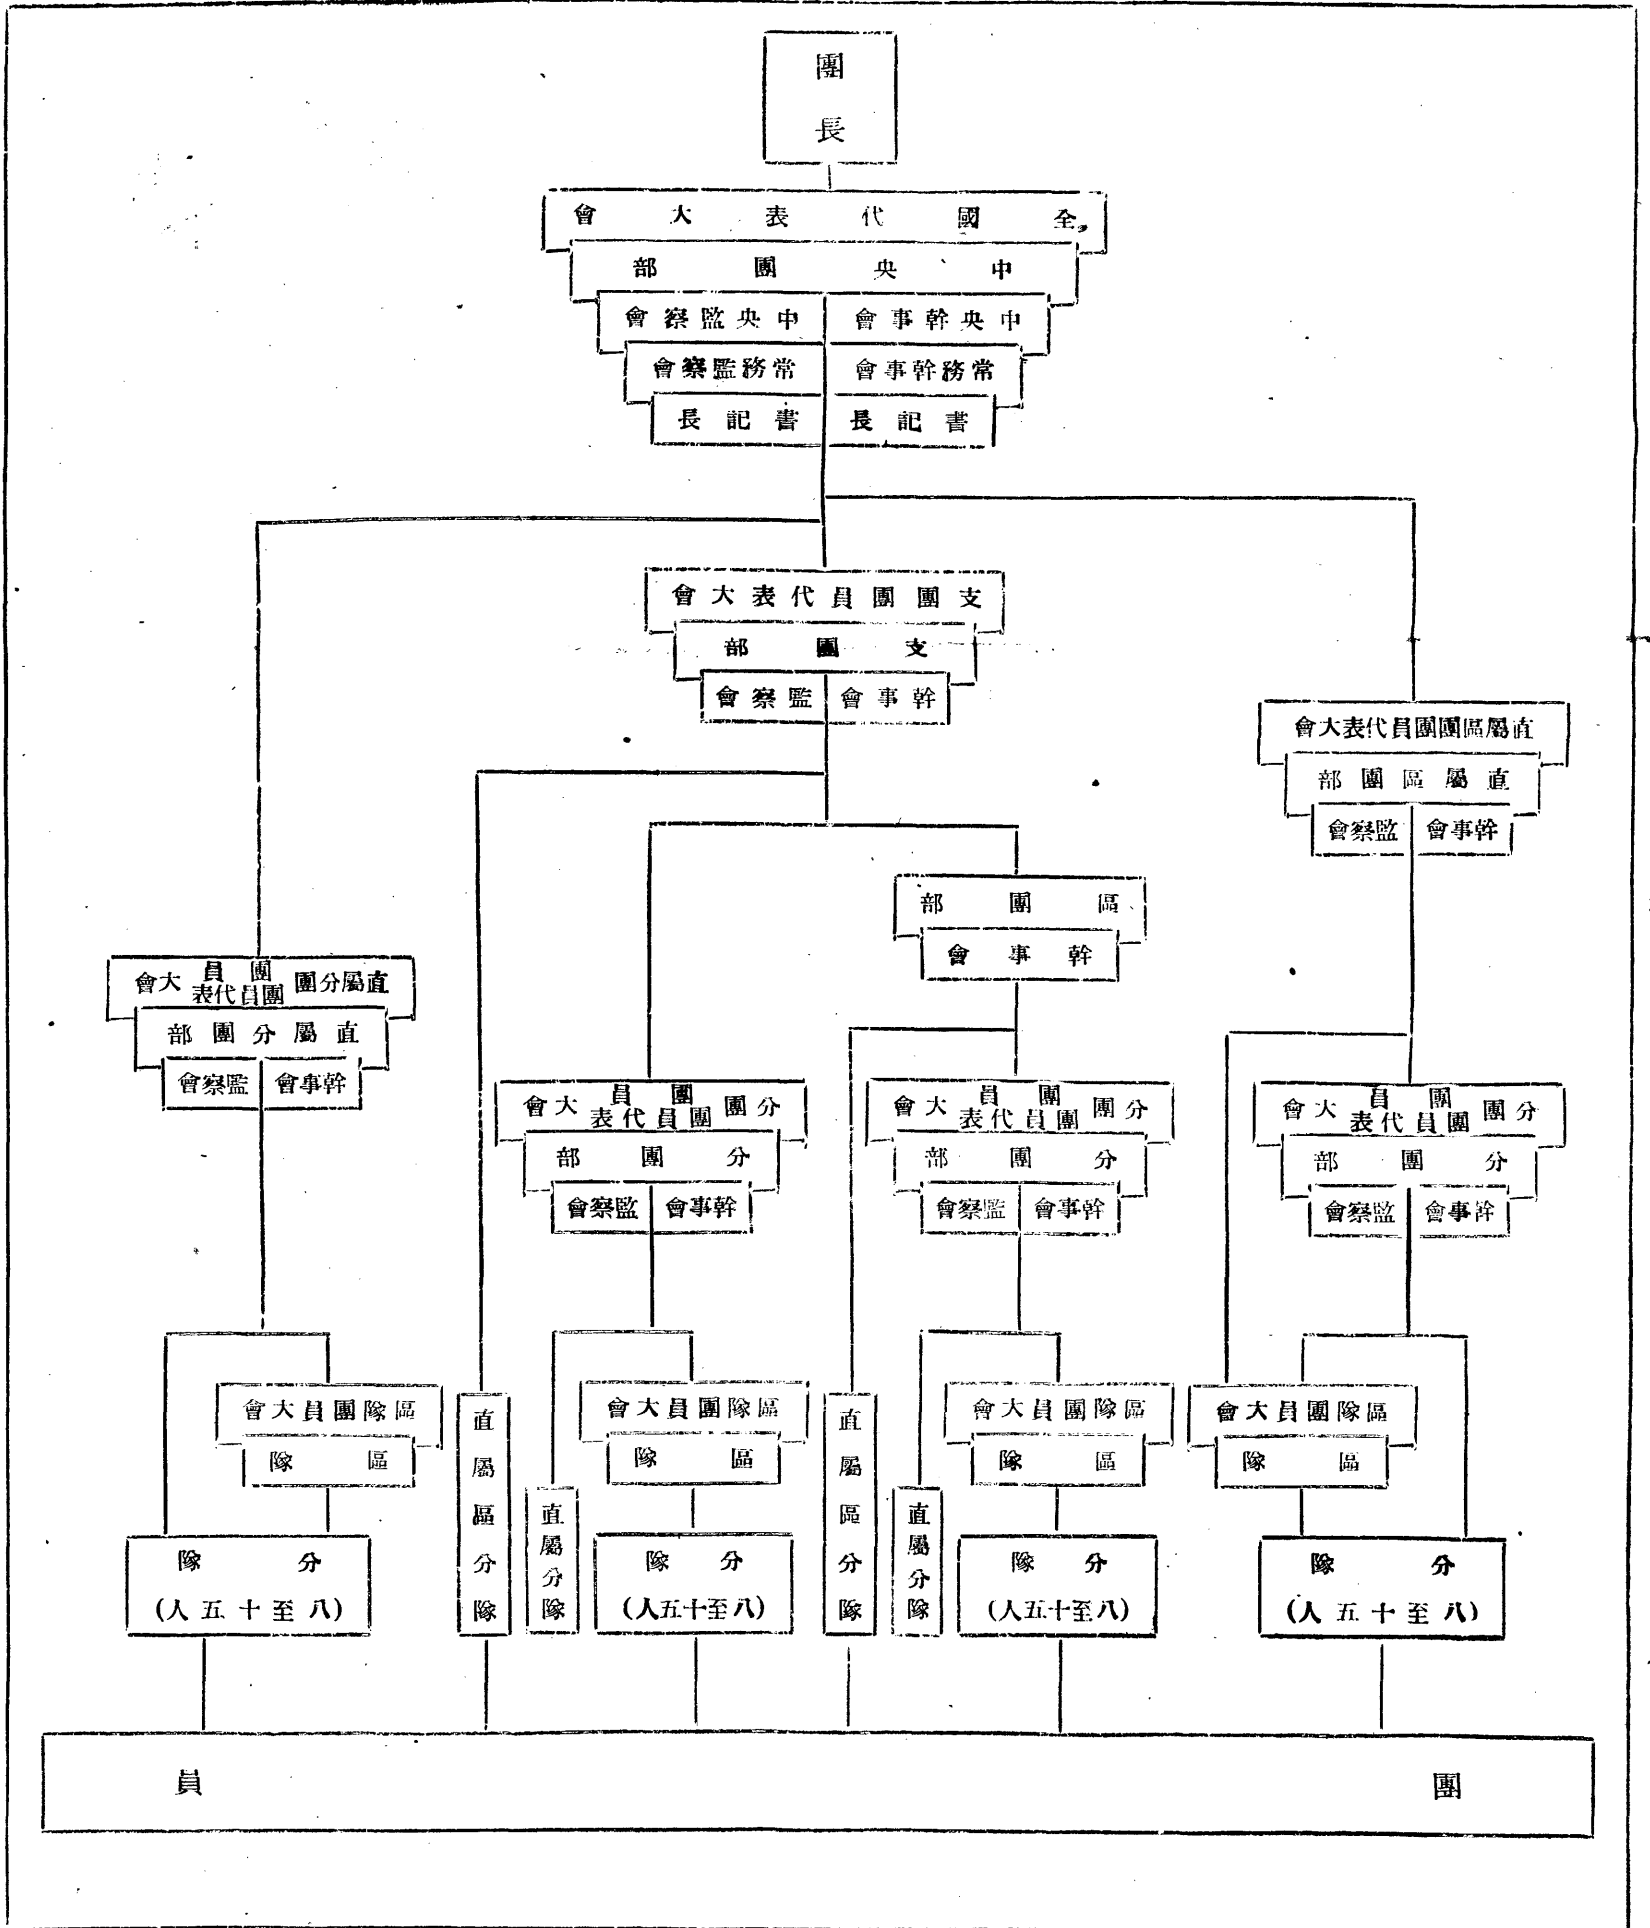 團長
全國代表大會
中央團部
中央幹事會
中央監察會
常務幹事會
常務監察會
書記長
書記長
支團團員代表大會
支團部
幹事會
監察會
直屬區團團員代表大會
直屬區團部
幹事會
監察會
區團部
幹事會
直屬分團
團員
團員代表
大會
直屬分團部
幹事會
監察會
分團
團員
團員代表
大會
分團部
幹事會
監察會
分團
團員
團員代表
大會
分團部
幹事會
監察會
分團
團員
團員代表
大會
分團部
幹事會
監察會
區隊團員大會
區隊
區隊團員大會
區隊
直屬區分隊
區隊團員大會
區隊
直屬區分隊
區隊團員大會
區隊
分隊
(八至十五人)
分隊
(八至十五人)
直屬分隊
分隊
(八至十五人)
直屬分隊
分隊
(八至十五人)
團員